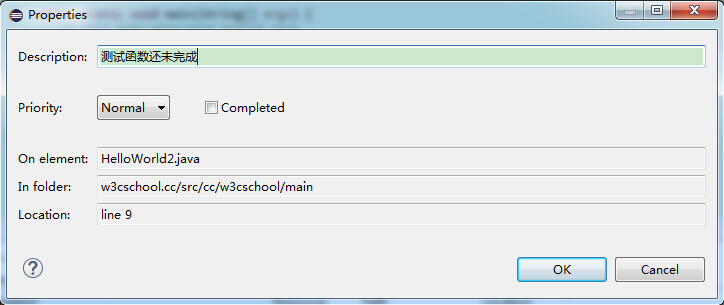 Properties
Description: 测试函数还未完成
Priority: Normal Completed
On element: HelloWorld2.java
In folder: w3cschool.cc/src/cc/w3cschool/main
Location: line 9
? OK Cancel